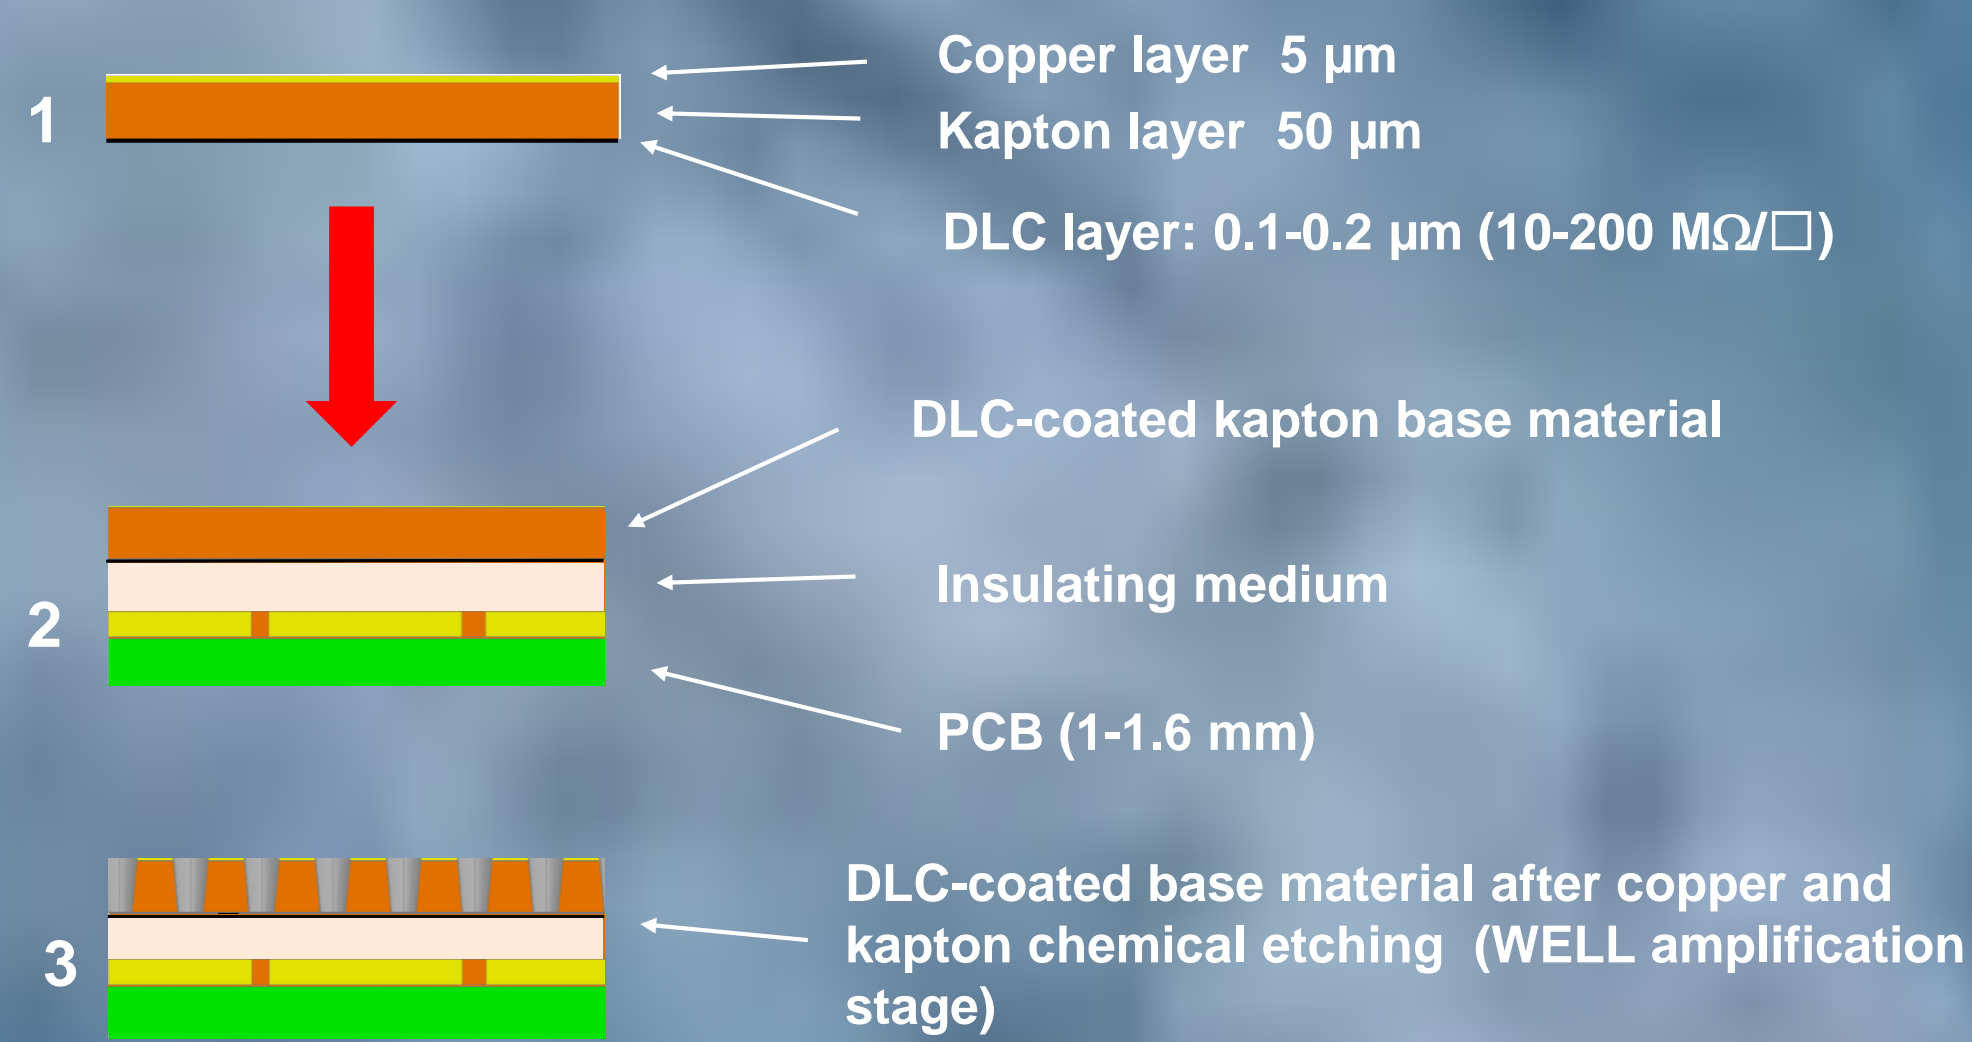 Copper layer 5 µm
1
Kapton layer 50 µm
DLC layer: 0.1-0.2 µm (10-200 MΩ/□)
DLC-coated kapton base material
Insulating medium
2
PCB (1-1.6 mm)
DLC-coated base material after copper and
kapton chemical etching (WELL amplification
stage)
3